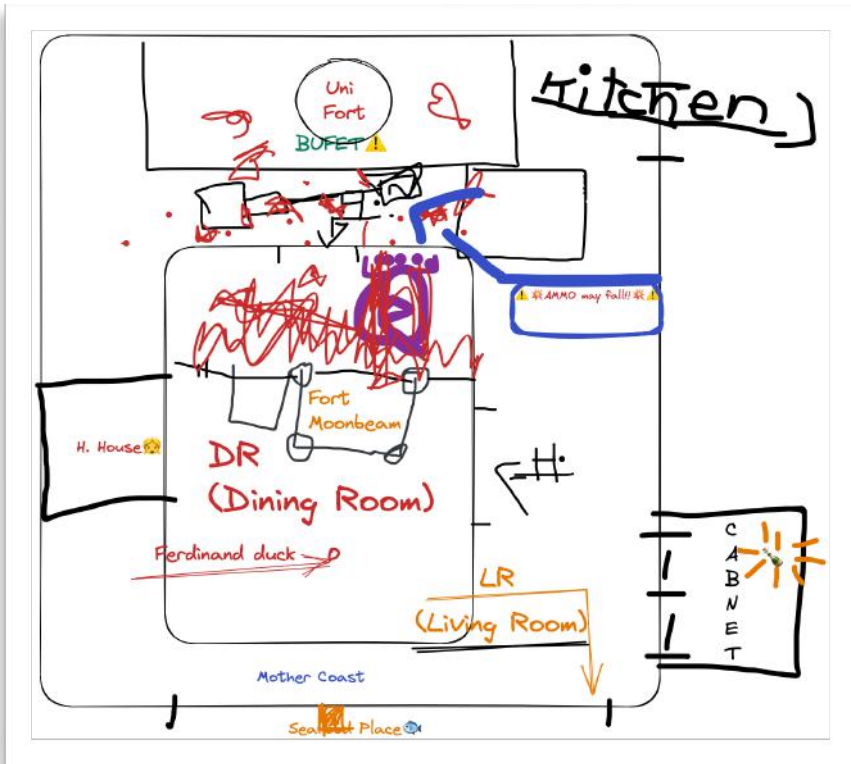 Kitchen
Uni
Fort
BUFET⚠️
⚠️ 💥AMMO may fall!! 💥⚠️
Fort
Moonbeam
H. House👧
DR
(Dining Room)
Hi
C
A
B
N
E
T
Ferdinand duck
LR
(Living Room)
Mother Coast
Place🐟